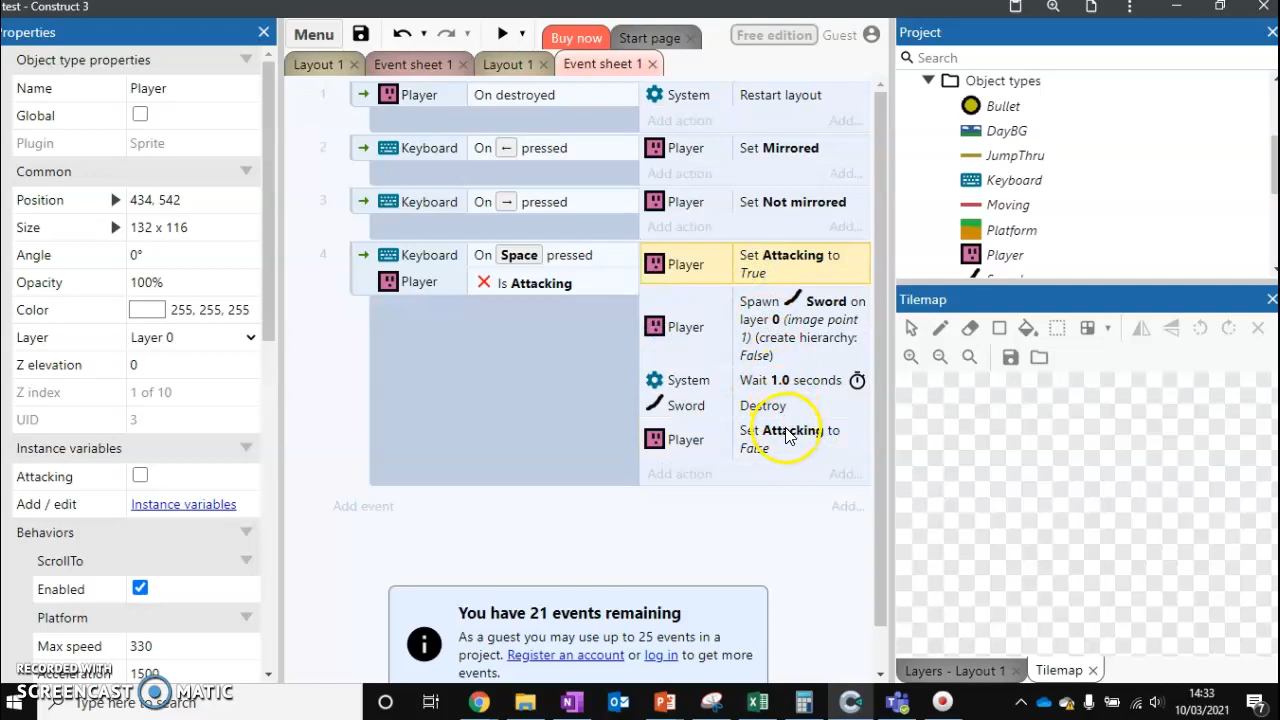 test - Construct 3
Properties
Object type properties
Name Player
Global
Plugin Sprite
Common
Position 434, 542
Size 132 x 116
Angle 0°
Opacity 100%
Color 255, 255, 255
Layer Layer 0
Z elevation 0
Z index 1 of 10
UID 3
Instance variables
Attacking
Add / edit Instance variables
Behaviors
ScrollTo
Enabled
Platform
Max speed 330
Acceleration 1500
RECORDED WITH
SCREENCAST MATIC
Type here to search
Menu
Buy now
Start page
Free edition
Guest
Layout 1
Event sheet 1
Layout 1
Event sheet 1
1 Player On destroyed System Restart layout
Add action Add...
2 Keyboard On ← pressed Player Set Mirrored
Add action Add...
3 Keyboard On → pressed Player Set Not mirrored
Add action Add...
4 Keyboard On Space pressed
Player Is Attacking
Player Set Attacking to
True
Player Spawn Sword on
layer 0 (image point
1) (create hierarchy:
False)
System Wait 1.0 seconds
Sword Destroy
Player Set Attacking to
False
Add action Add...
Add event Add...
You have 21 events remaining
As a guest you may use up to 25 events in a
project. Register an account or log in to get more
events.
Project
Search
Object types
Bullet
DayBG
JumpThru
Keyboard
Moving
Platform
Player
Tilemap
Layers - Layout 1
Tilemap
14:33
10/03/2021
7